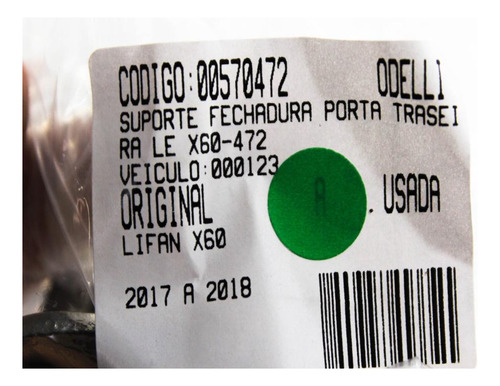 CODIGO:00570472 ODELLI
SUPORTE FECHADURA PORTA TRASEI
RA LE X60-472
VEICULO:000123
ORIGINAL A . USADA
LIFAN X60
2017 A 2018